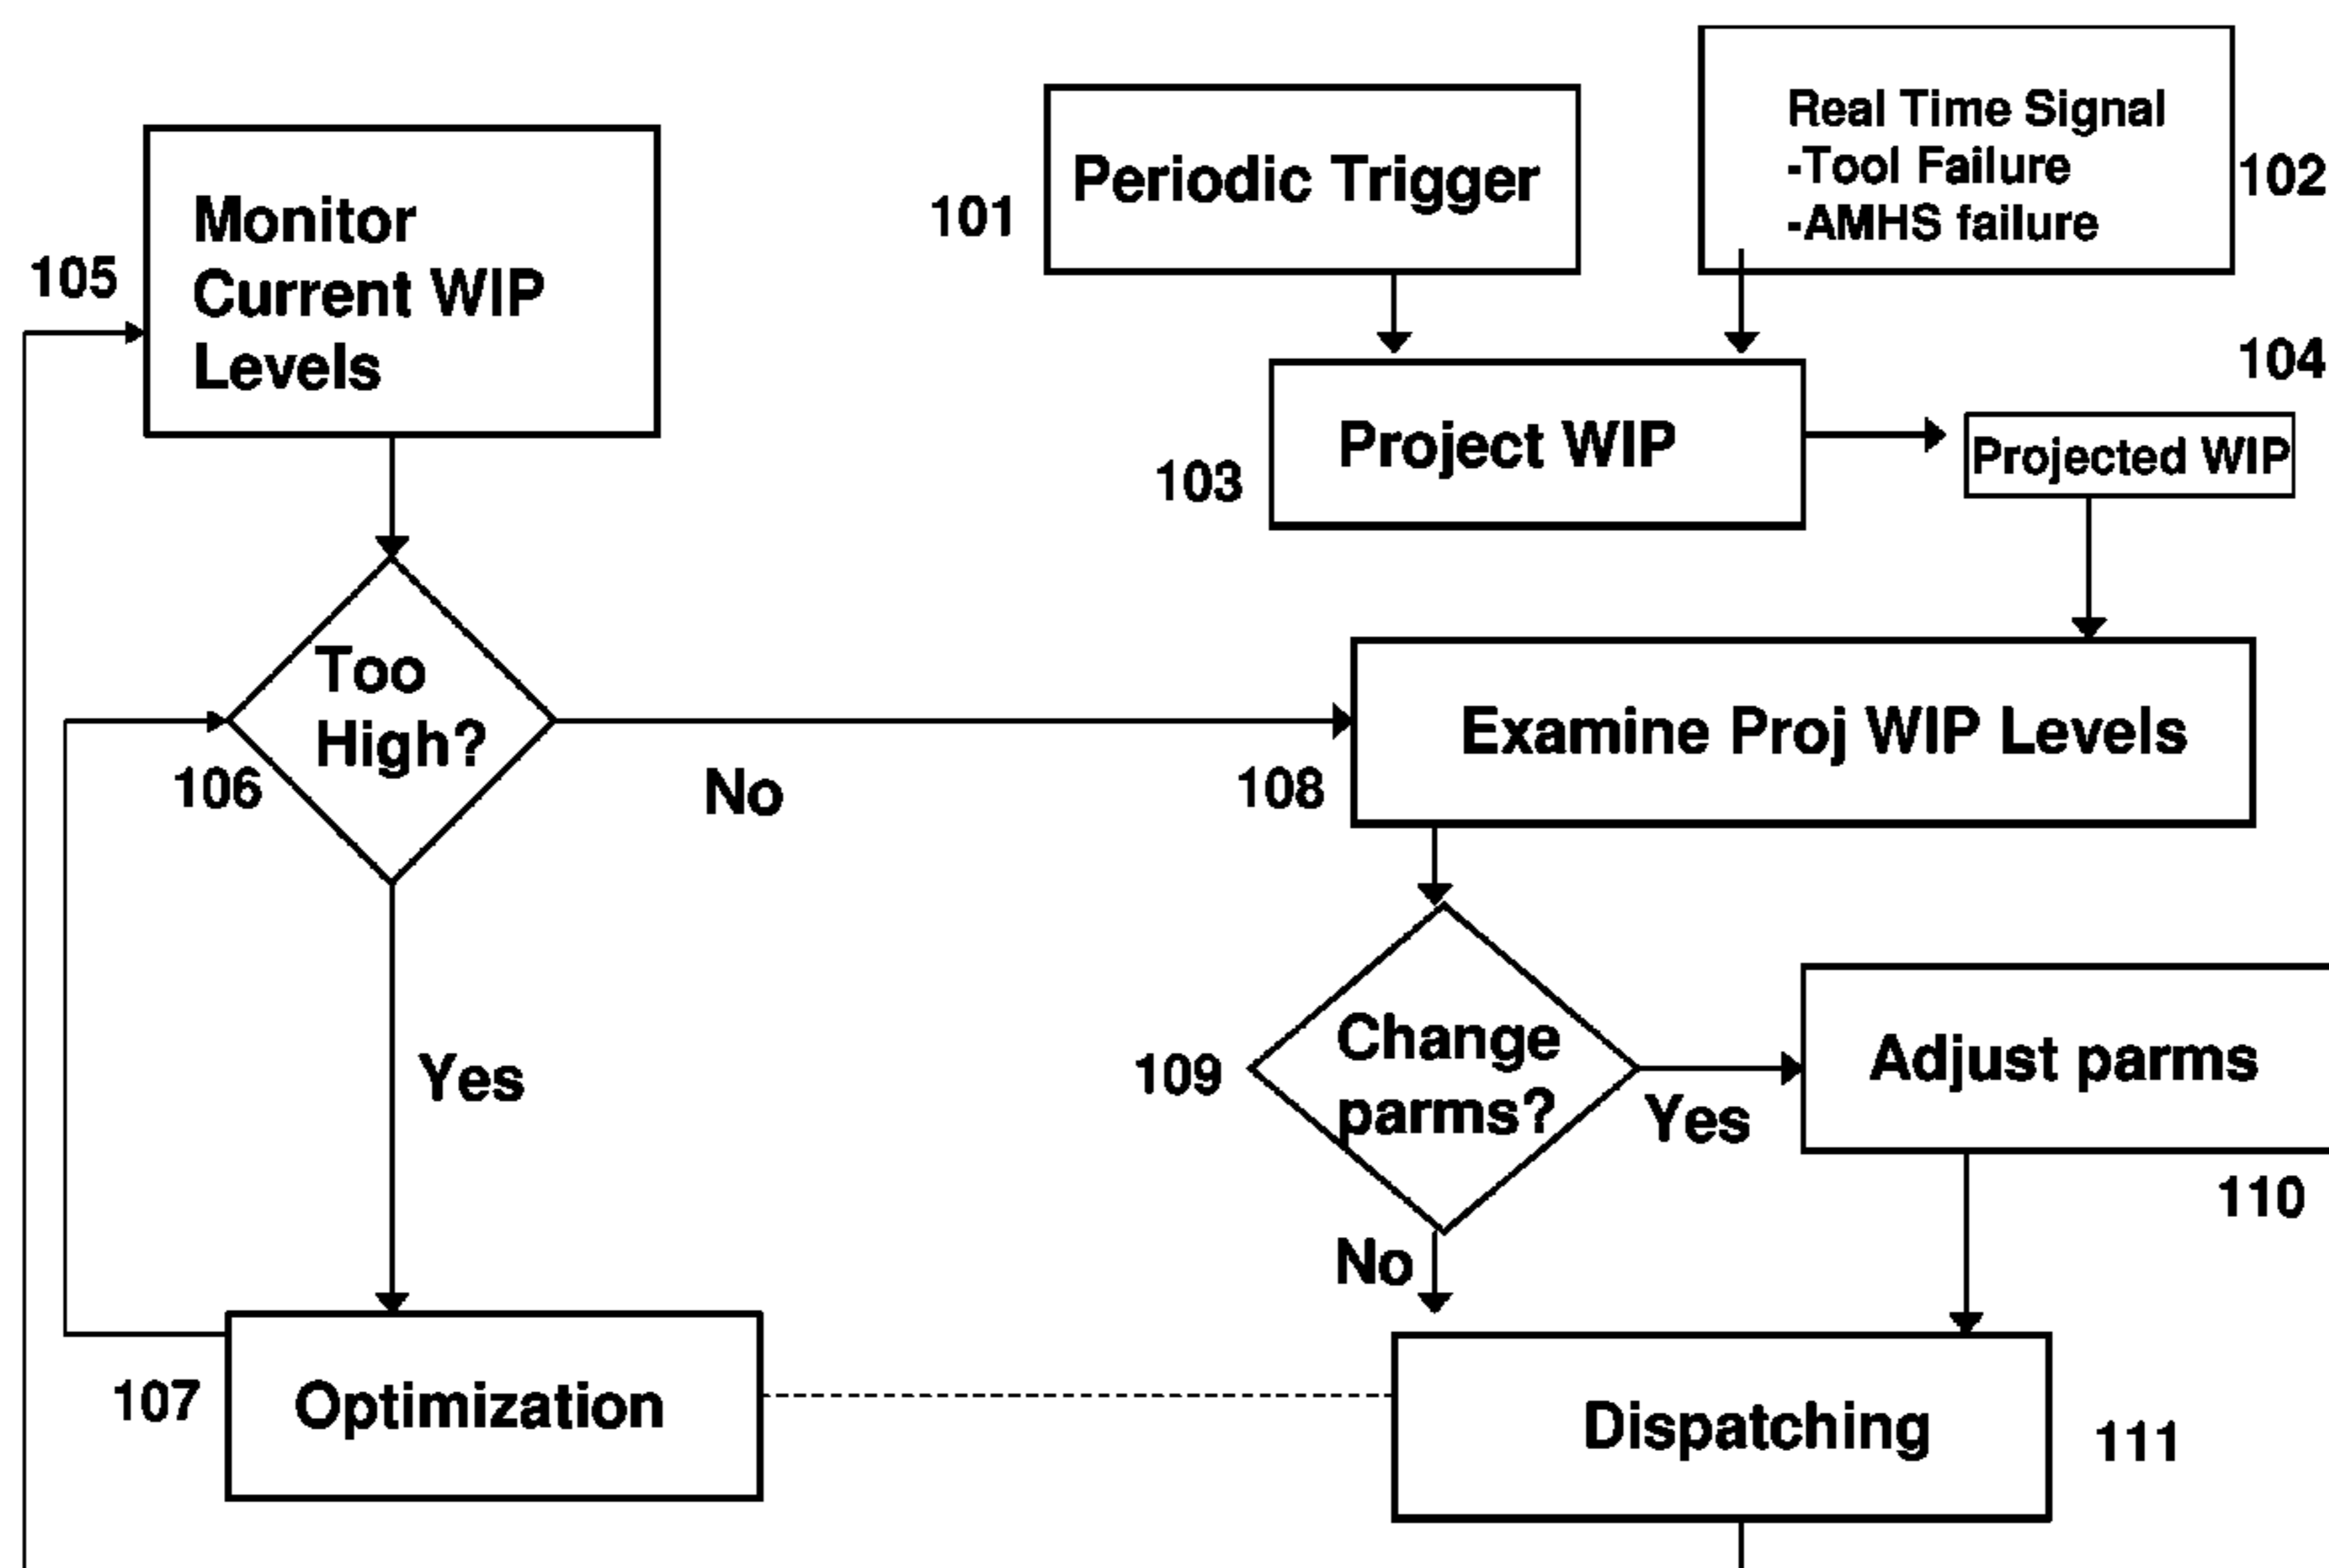 Real Time Signal
-Tool Failure
-AMHS failure
102
101
Periodic Trigger
105
Monitor
Current WIP
Levels
104
103
Project WIP
Projected WIP
106
Too
High?
No
108
Examine Proj WIP Levels
109
Change
parms?
Yes
Adjust parms
110
Yes
No
107
Optimization
Dispatching
111